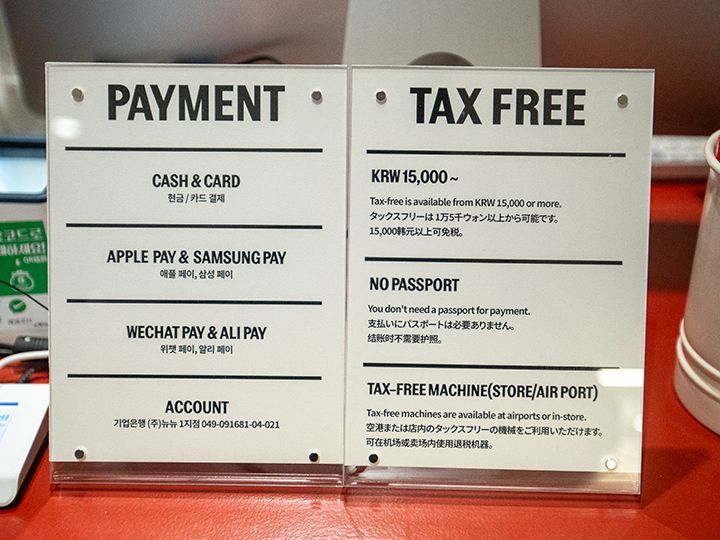 PAYMENT
CASH & CARD
현금 / 카드 결제
APPLE PAY & SAMSUNG PAY
애플 페이, 삼성 페이
WECHAT PAY & ALI PAY
위챗 페이, 알리 페이
ACCOUNT
기업은행 (주)뉴뉴 1지점 049-091681-04-021
TAX FREE
KRW 15,000 ~
Tax-free is available from KRW 15,000 or more.
タックスフリーは 1万5千ウォン以上から可能です。
15,000韩元以上可免税。
NO PASSPORT
You don't need a passport for payment.
支払いにパスポートは必要ありません。
结账时不需要护照。
TAX-FREE MACHINE(STORE/AIR PORT)
Tax-free machines are available at airports or in-store.
空港または店内のタックスフリーの機械をご利用いただけます。
可在机场或卖场内使用退税机器。